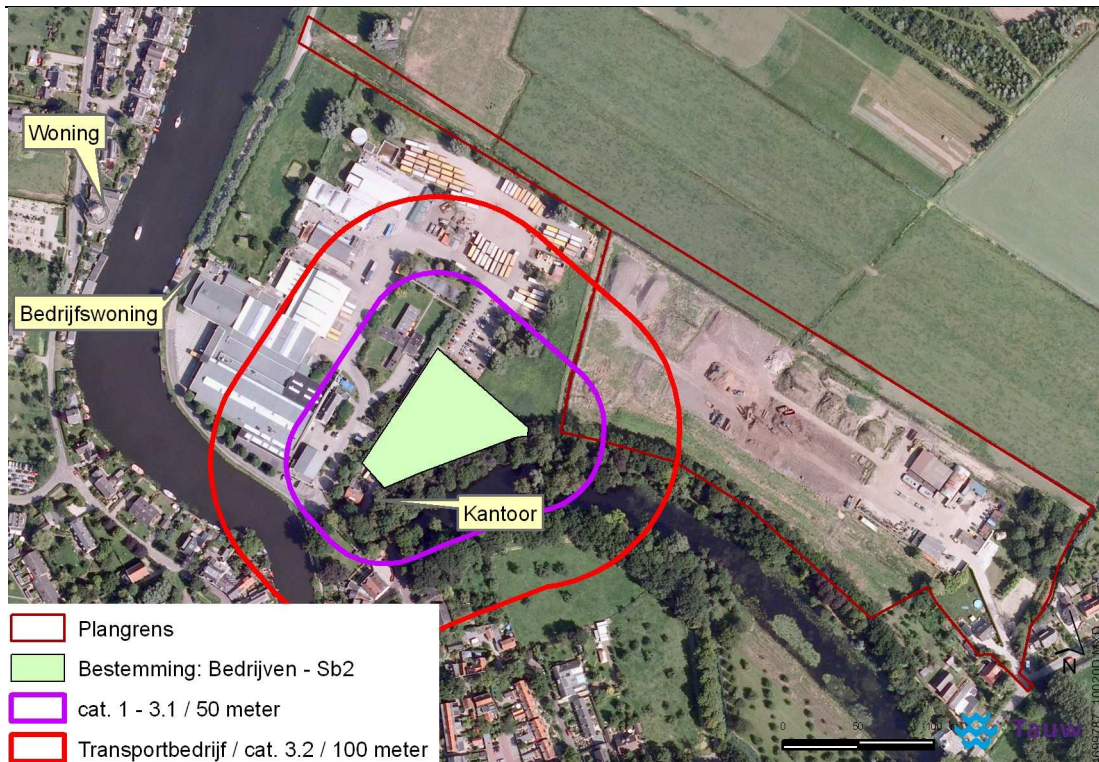 Woning
Bedrijfswoning
Kantoor
Plangrens
Bestemming: Bedrijven - Sb2
cat. 1 - 3.1 / 50 meter
Transportbedrijf / cat. 3.2 / 100 meter
0 50 100
N
Tauw